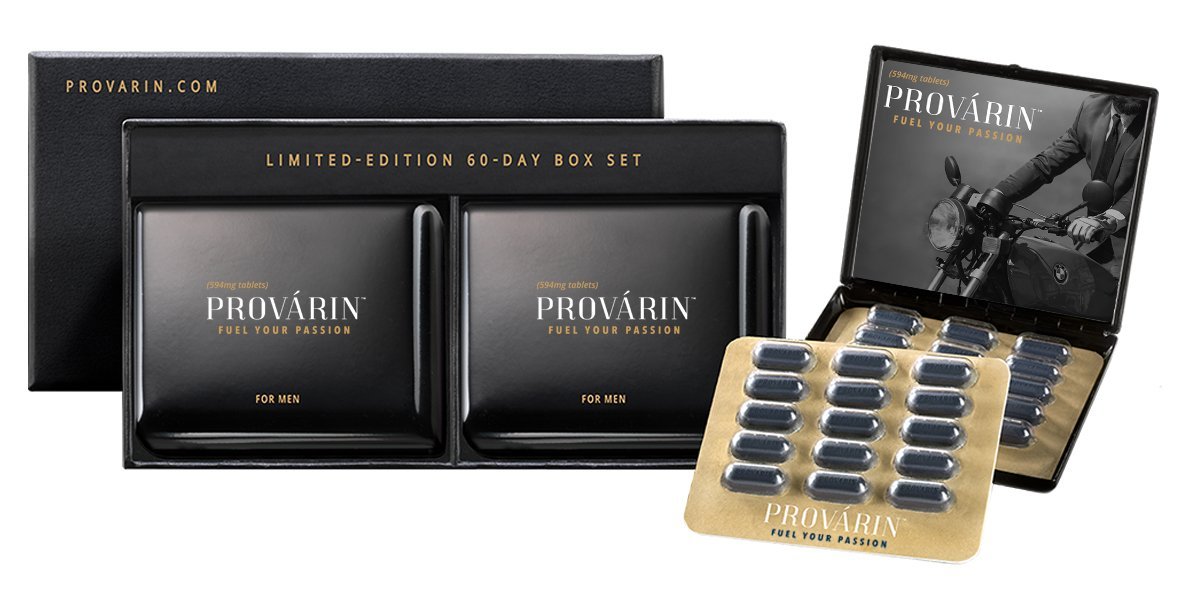 PROVARIN.COM
LIMITED-EDITION 60-DAY BOX SET
(594mg tablets)
PROVÁRIN™
FUEL YOUR PASSION
FOR MEN
(594mg tablets)
PROVÁRIN™
FUEL YOUR PASSION
FOR MEN
(594mg tablets)
PROVÁRIN™
FUEL YOUR PASSION
PROVÁRIN™
FUEL YOUR PASSION